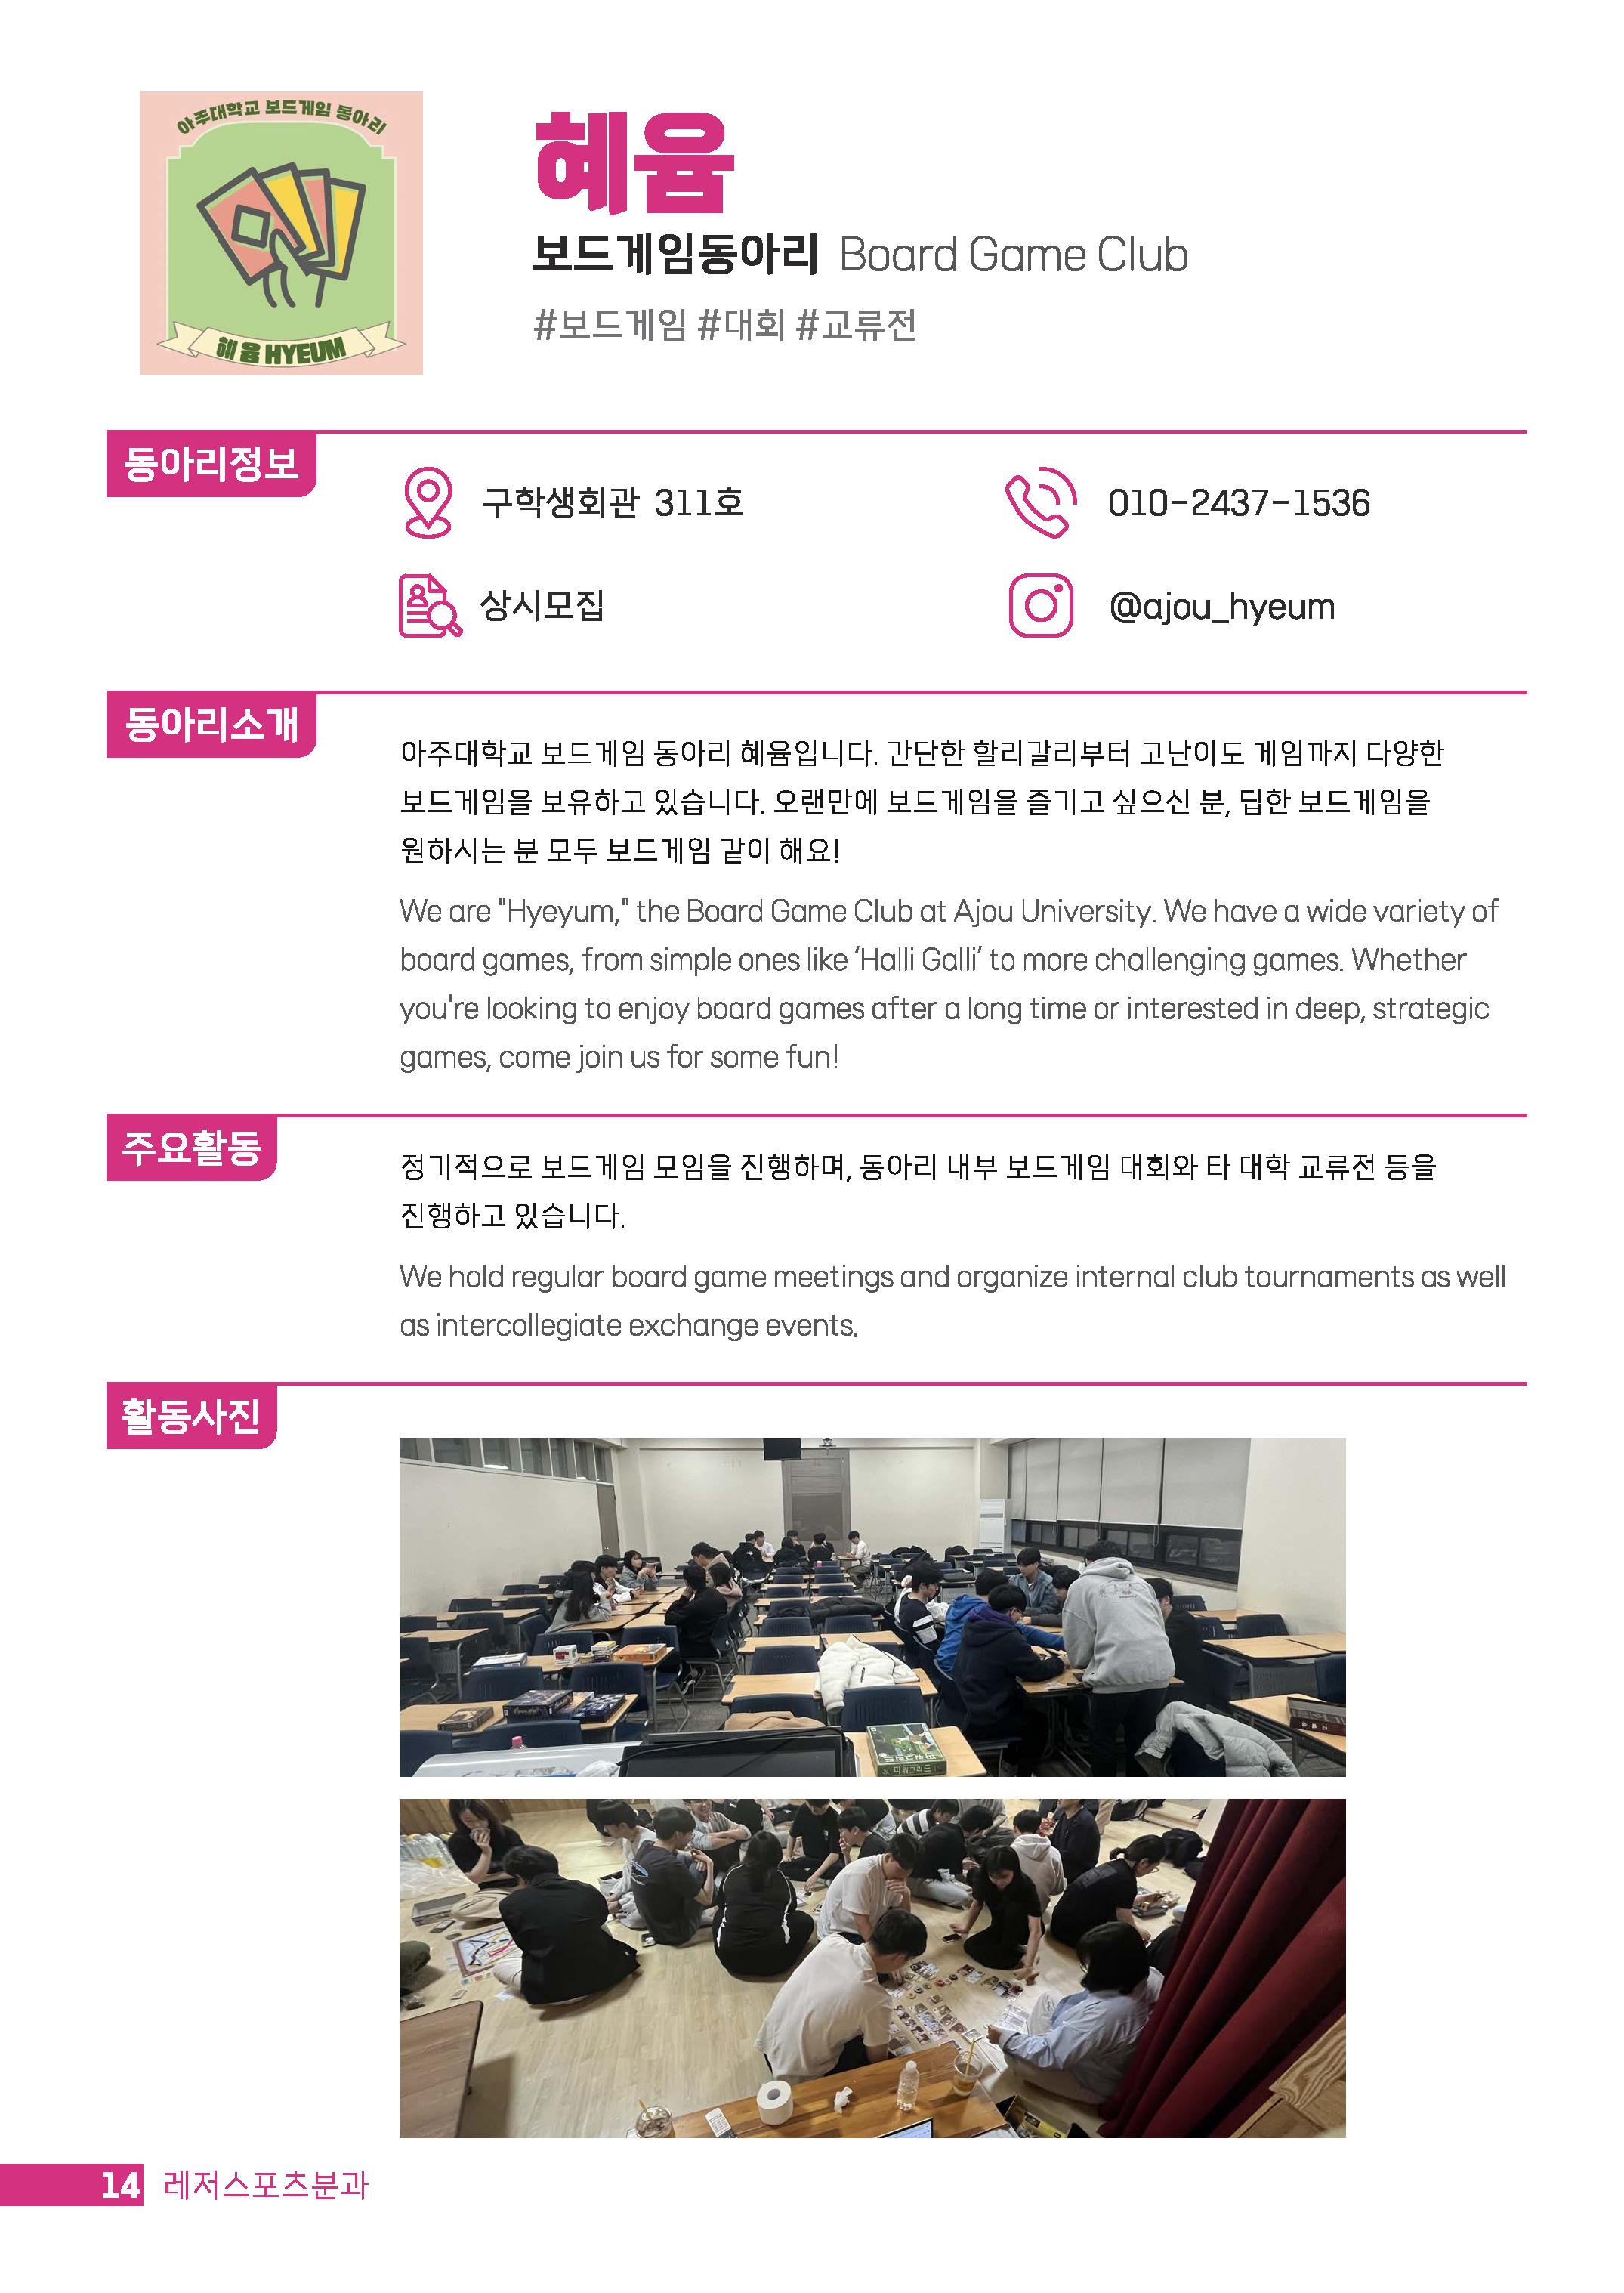 아주대학교 보드게임 동아리
혜윰 HYEUM
혜윰
보드게임동아리 Board Game Club
#보드게임 #대회 #교류전
동아리정보
구학생회관 311호
010-2437-1536
상시모집
@ajou_hyeum
동아리소개
아주대학교 보드게임 동아리 혜윰입니다. 간단한 할리갈리부터 고난이도 게임까지 다양한
보드게임을 보유하고 있습니다. 오랜만에 보드게임을 즐기고 싶으신 분, 딥한 보드게임을
원하시는 분 모두 보드게임 같이 해요!
We are "Hyeyum," the Board Game Club at Ajou University. We have a wide variety of
board games, from simple ones like ‘Halli Galli’ to more challenging games. Whether
you're looking to enjoy board games after a long time or interested in deep, strategic
games, come join us for some fun!
주요활동
정기적으로 보드게임 모임을 진행하며, 동아리 내부 보드게임 대회와 타 대학 교류전 등을
진행하고 있습니다.
We hold regular board game meetings and organize internal club tournaments as well
as intercollegiate exchange events.
활동사진
파워그리드
파워그리드
14 레저스포츠분과